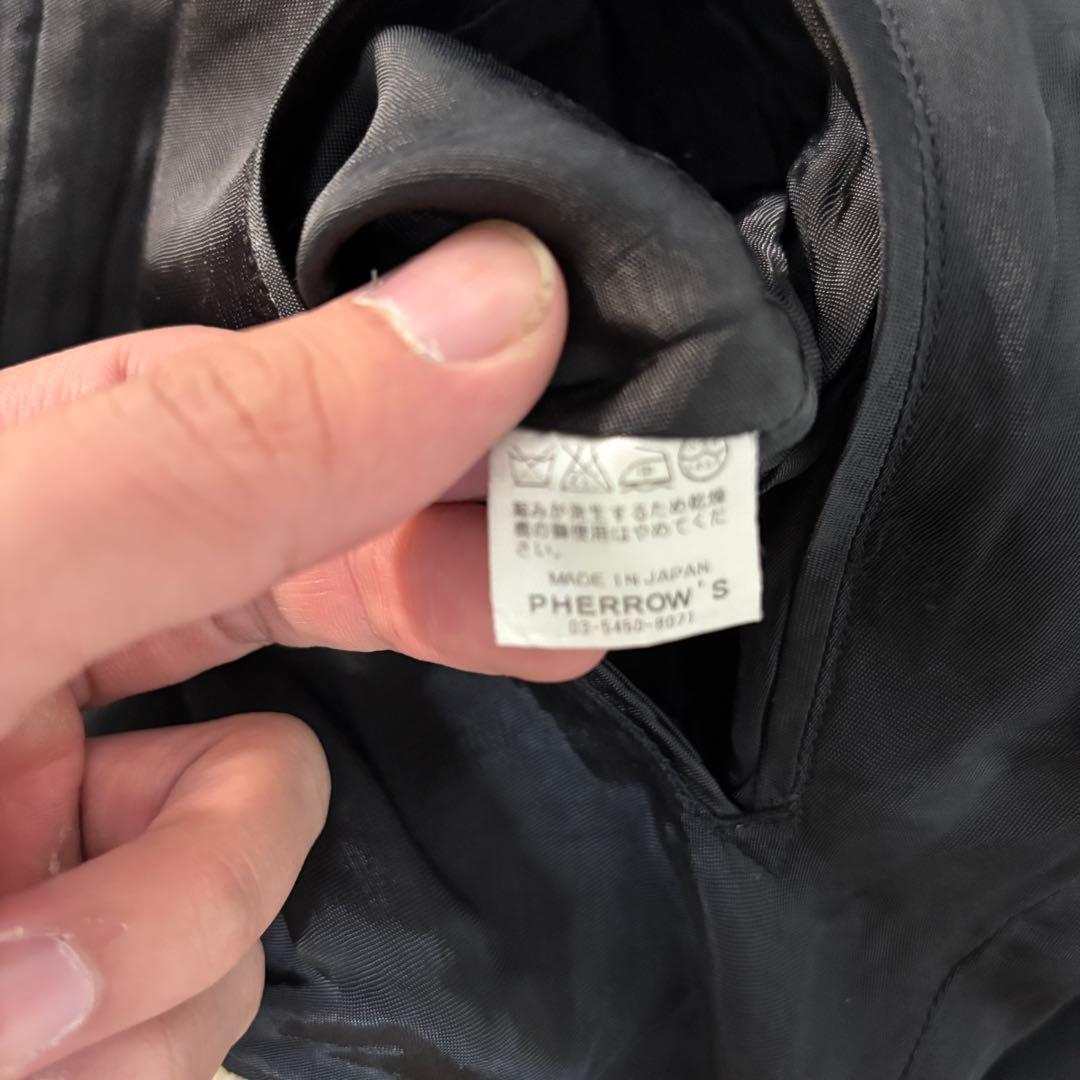 縮みが発生するため乾燥
機の御使用はやめてくだ
さい。
MADE IN JAPAN
PHERROW'S
03-5450-8071